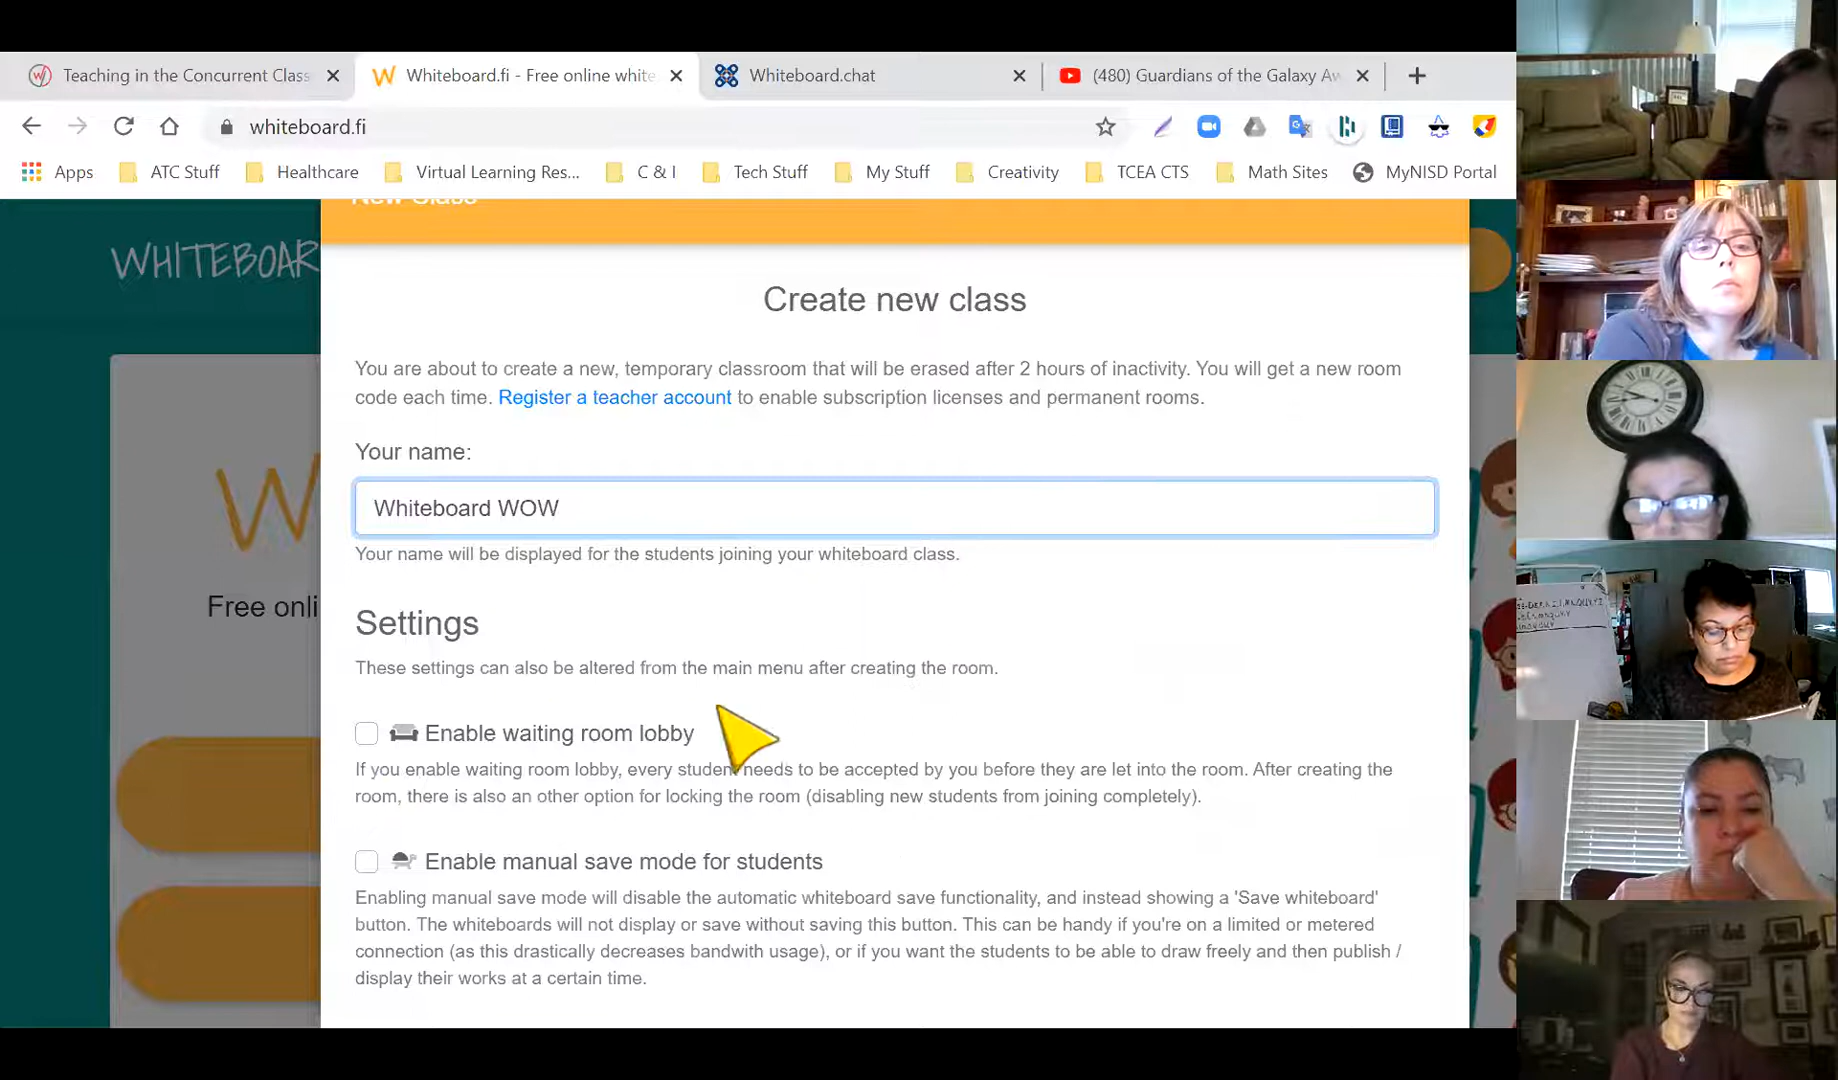 Teaching in the Concurrent Class
Whiteboard.fi - Free online white
Whiteboard.chat
(480) Guardians of the Galaxy Aw
whiteboard.fi
Apps
ATC Stuff
Healthcare
Virtual Learning Res...
C & I
Tech Stuff
My Stuff
Creativity
TCEA CTS
Math Sites
MyNISD Portal
New Class
WHITEBOAR
Create new class
You are about to create a new, temporary classroom that will be erased after 2 hours of inactivity. You will get a new room
code each time. Register a teacher account to enable subscription licenses and permanent rooms.
Your name:
Whiteboard WOW
Your name will be displayed for the students joining your whiteboard class.
Free onli
Settings
These settings can also be altered from the main menu after creating the room.
Enable waiting room lobby
If you enable waiting room lobby, every student needs to be accepted by you before they are let into the room. After creating the
room, there is also an other option for locking the room (disabling new students from joining completely).
Enable manual save mode for students
Enabling manual save mode will disable the automatic whiteboard save functionality, and instead showing a 'Save whiteboard'
button. The whiteboards will not display or save without saving this button. This can be handy if you're on a limited or metered
connection (as this drastically decreases bandwith usage), or if you want the students to be able to draw freely and then publish /
display their works at a certain time.